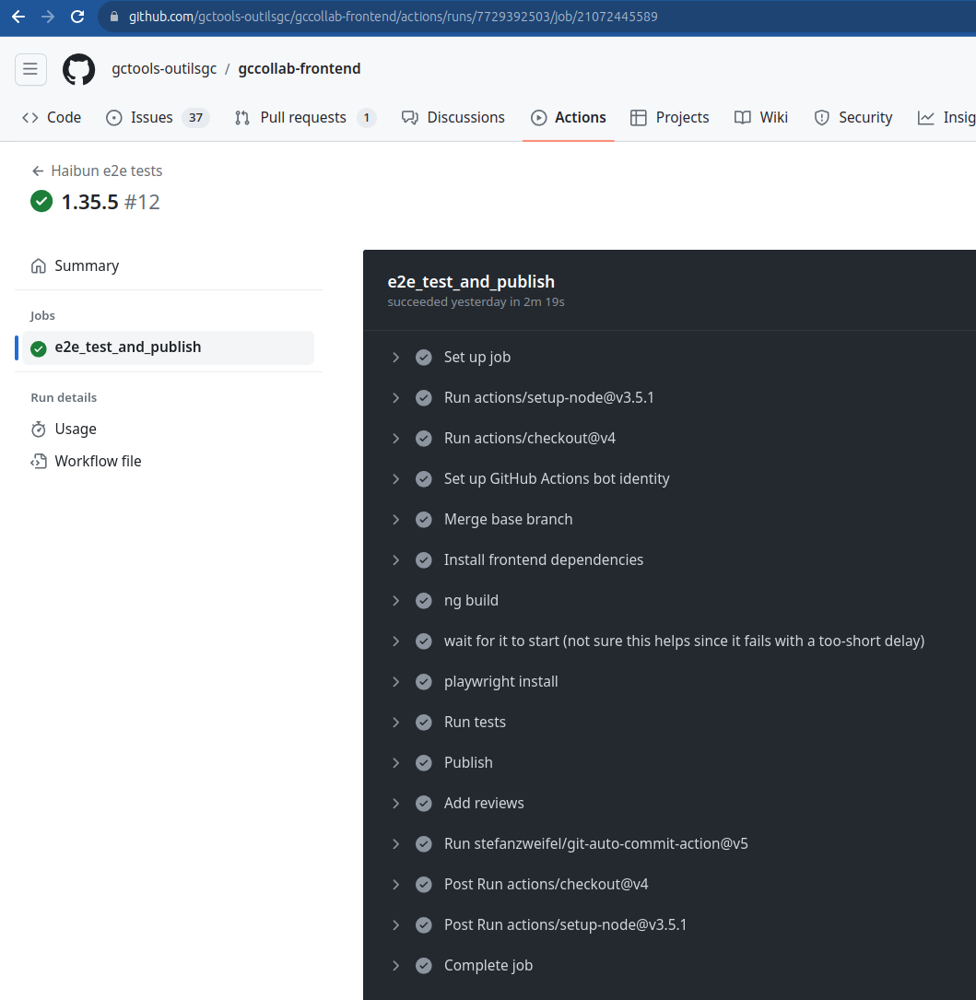 github.com/gctools-outilsgc/gccollab-frontend/actions/runs/7729392503/job/21072445589
gctools-outilsgc / gccollab-frontend
Code Issues 37 Pull requests 1 Discussions Actions Projects Wiki Security Insig
Haibun e2e tests
1.35.5 #12
Summary
Jobs
e2e_test_and_publish
Run details
Usage
Workflow file
e2e_test_and_publish
succeeded yesterday in 2m 19s
Set up job
Run actions/setup-node@v3.5.1
Run actions/checkout@v4
Set up GitHub Actions bot identity
Merge base branch
Install frontend dependencies
ng build
wait for it to start (not sure this helps since it fails with a too-short delay)
playwright install
Run tests
Publish
Add reviews
Run stefanzweifel/git-auto-commit-action@v5
Post Run actions/checkout@v4
Post Run actions/setup-node@v3.5.1
Complete job